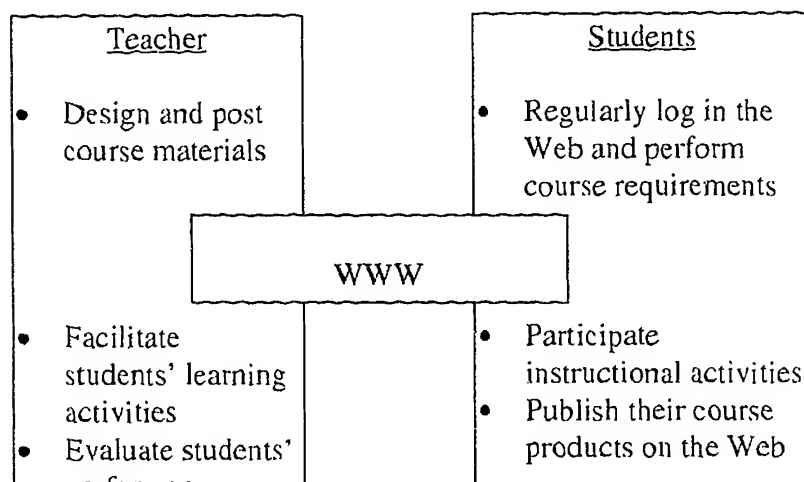 Teacher
• Design and post
course materials
• Facilitate
students' learning
activities
• Evaluate students'
WWW
Students
• Regularly log in the
Web and perform
course requirements
• Participate
instructional activities
• Publish their course
products on the Web